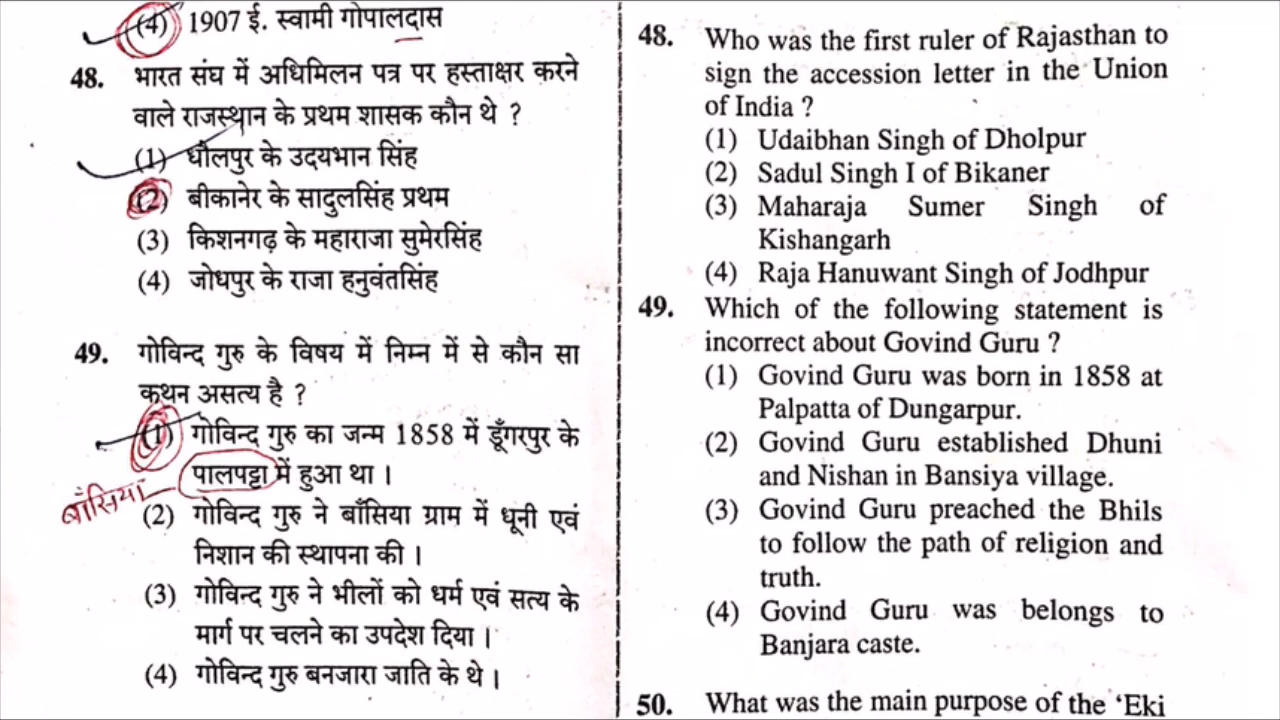 (4) 1907 ई. स्वामी गोपालदास
48. भारत संघ में अधिमिलन पत्र पर हस्ताक्षर करने
वाले राजस्थान के प्रथम शासक कौन थे ?
(1) धौलपुर के उदयभान सिंह
(2) बीकानेर के सादुलसिंह प्रथम
(3) किशनगढ़ के महाराजा सुमेरसिंह
(4) जोधपुर के राजा हनुवंतसिंह
49. गोविन्द गुरु के विषय में निम्न में से कौन सा
कथन असत्य है ?
(1) गोविन्द गुरु का जन्म 1858 में डूँगरपुर के
पालपट्टा में हुआ था ।
बाँसिया
(2) गोविन्द गुरु ने बाँसिया ग्राम में धूनी एवं
निशान की स्थापना की ।
(3) गोविन्द गुरु ने भीलों को धर्म एवं सत्य के
मार्ग पर चलने का उपदेश दिया ।
(4) गोविन्द गुरु बनजारा जाति के थे ।
48. Who was the first ruler of Rajasthan to
sign the accession letter in the Union
of India ?
(1) Udaibhan Singh of Dholpur
(2) Sadul Singh I of Bikaner
(3) Maharaja Sumer Singh of
Kishangarh
(4) Raja Hanuwant Singh of Jodhpur
49. Which of the following statement is
incorrect about Govind Guru ?
(1) Govind Guru was born in 1858 at
Palpatta of Dungarpur.
(2) Govind Guru established Dhuni
and Nishan in Bansiya village.
(3) Govind Guru preached the Bhils
to follow the path of religion and
truth.
(4) Govind Guru was belongs to
Banjara caste.
50. What was the main purpose of the ‘Eki